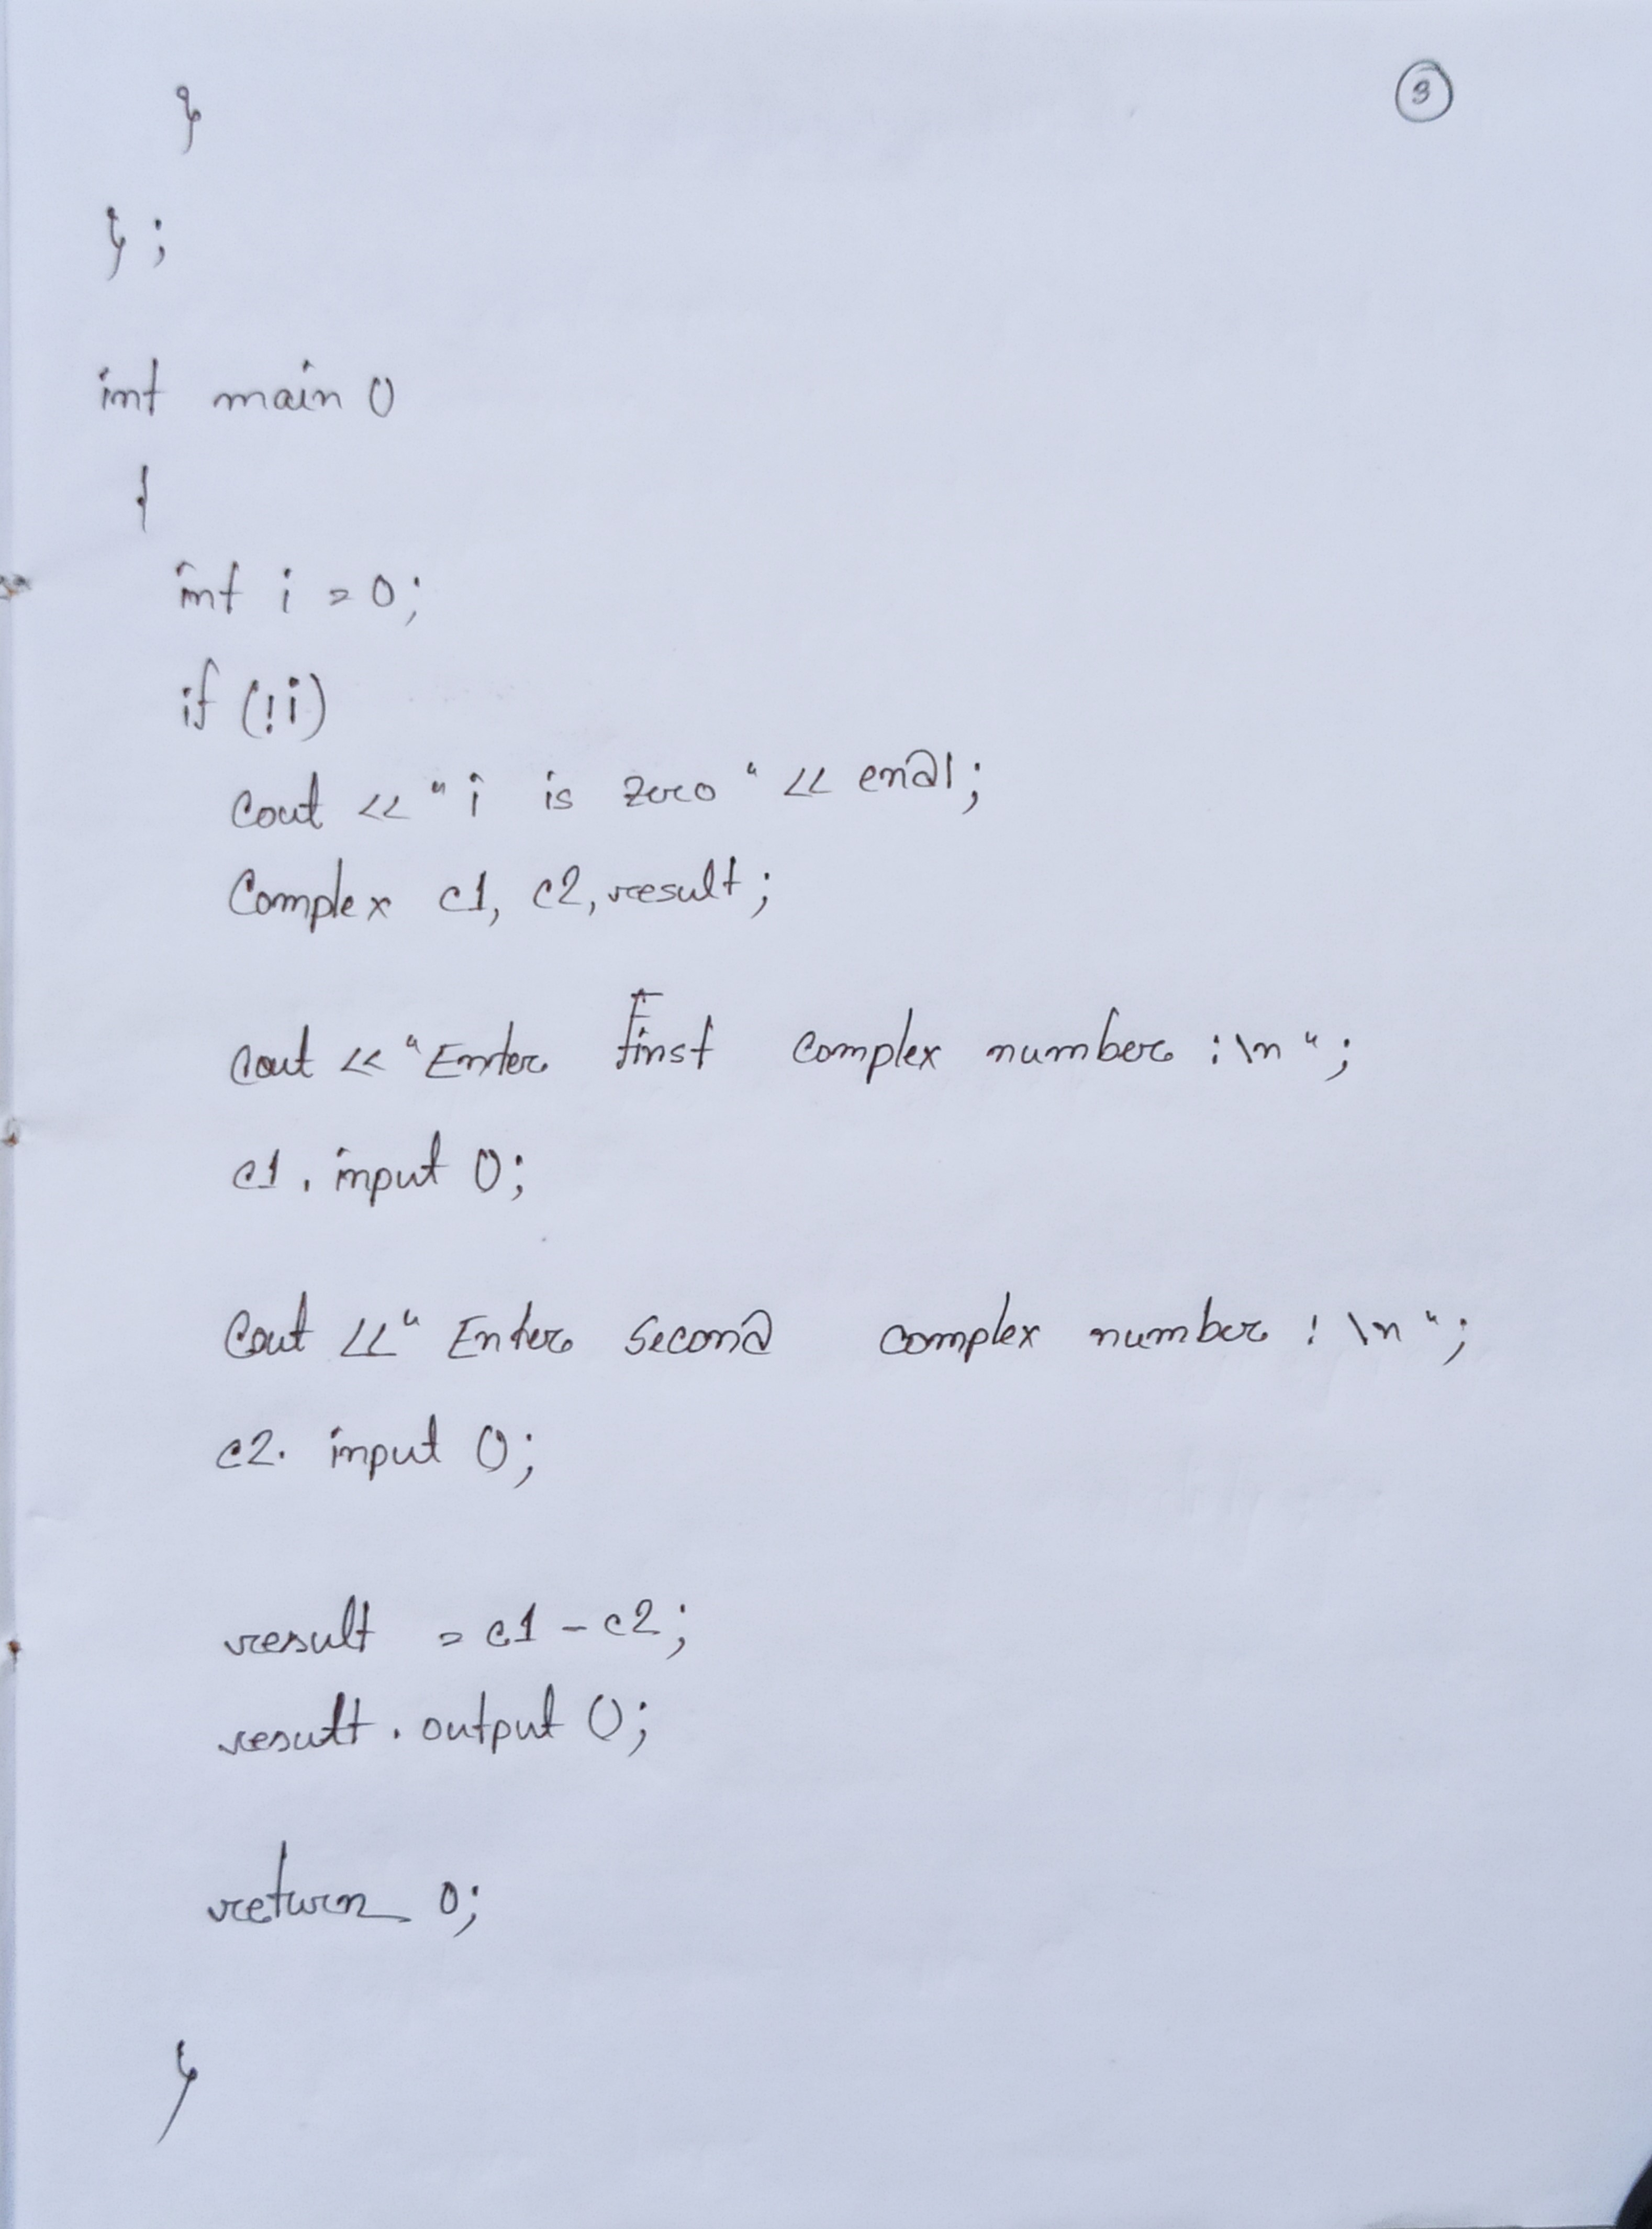 3
}
};
int main ()
{
int i = 0;
if (!i)
Cout << "i is zero" << endl;
Complex c1, c2, result;
Cout << "Enter First complex number :\n";
c1. input ();
Cout << "Enter Second complex number : \n";
c2. input ();
result = c1 - c2;
result. output ();
return 0;
}